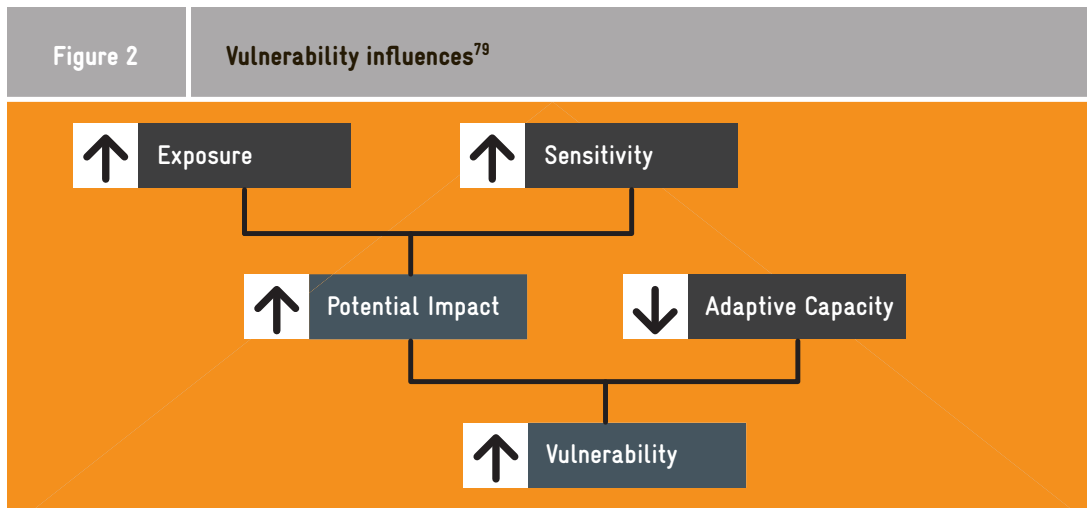 Figure 2
Vulnerability influences79
Exposure
Sensitivity
Potential Impact
Adaptive Capacity
Vulnerability